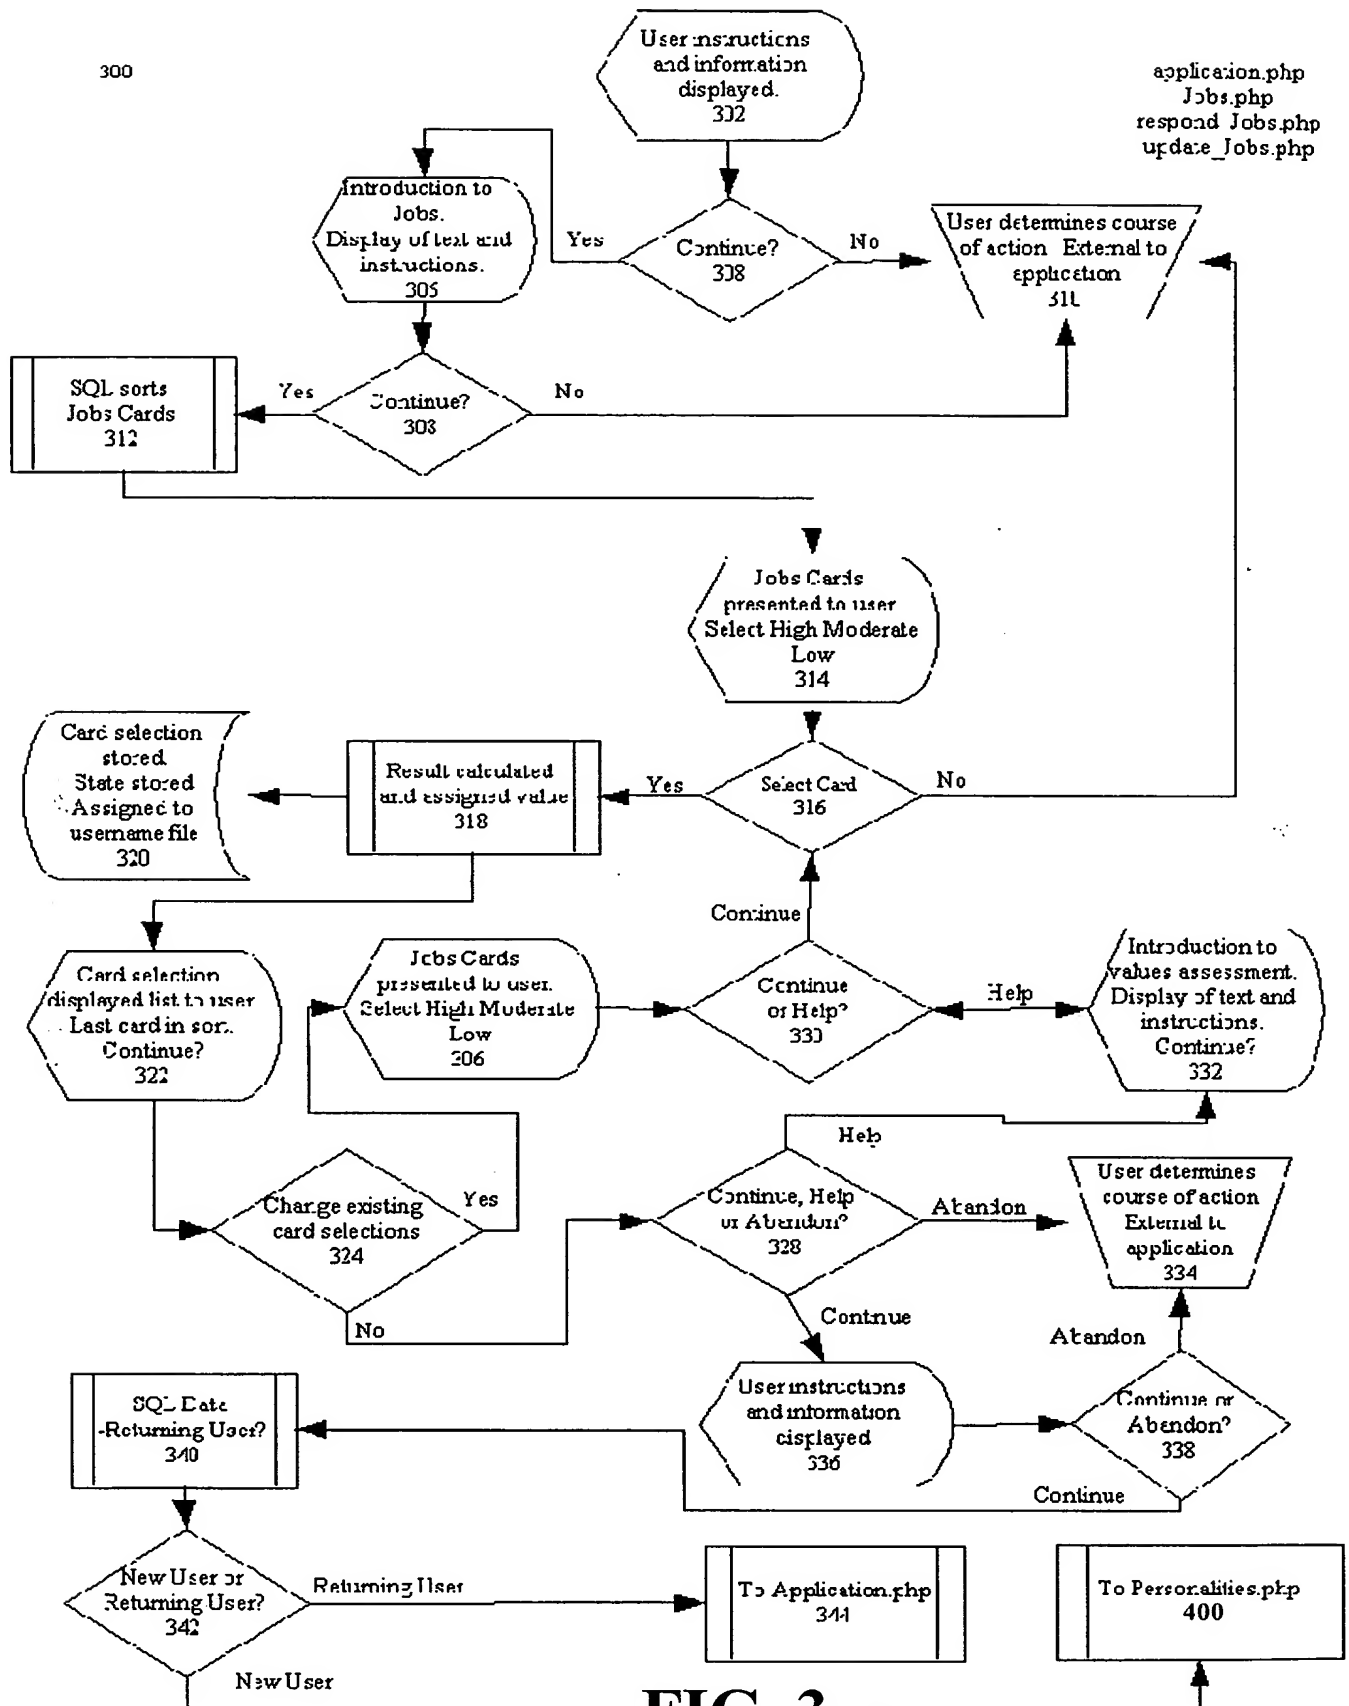 300
User instructions
and information
displayed.
302
application.php
Jobs.php
respond_Jobs.php
update_Jobs.php
Introduction to
Jobs.
Display of text and
instructions.
Yes
Continue?
308
No
User determines course
of action External to
application
SQL sorts
Jobs Cards
312
Yes
Continue?
No
Jobs Cards
presented to user
Select High Moderate
Low
314
Card selection
stored
State stored
Assigned to
username file
320
Result calculated
and assigned value
318
Yes
Select Card
316
No
Continue
Card selection
displayed list to user
Last card in sort.
Continue?
322
Jobs Cards
presented to user.
Select High Moderate
Low
Continue
or Help?
330
Help
Introduction to
values assessment.
Display of text and
instructions.
Continue?
332
Help
Change existing
card selections
324
Yes
No
Continue, Help
or Abandon?
328
Abandon
User determines
course of action
External to
application
334
Continue
Abandon
SQL Data
-Returning User?
340
User instructions
and information
displayed
336
Continue or
Abandon?
338
Continue
New User or
Returning User?
342
Returning User
To Application.php
344
To Personalities.php
400
New User
FIG. 3